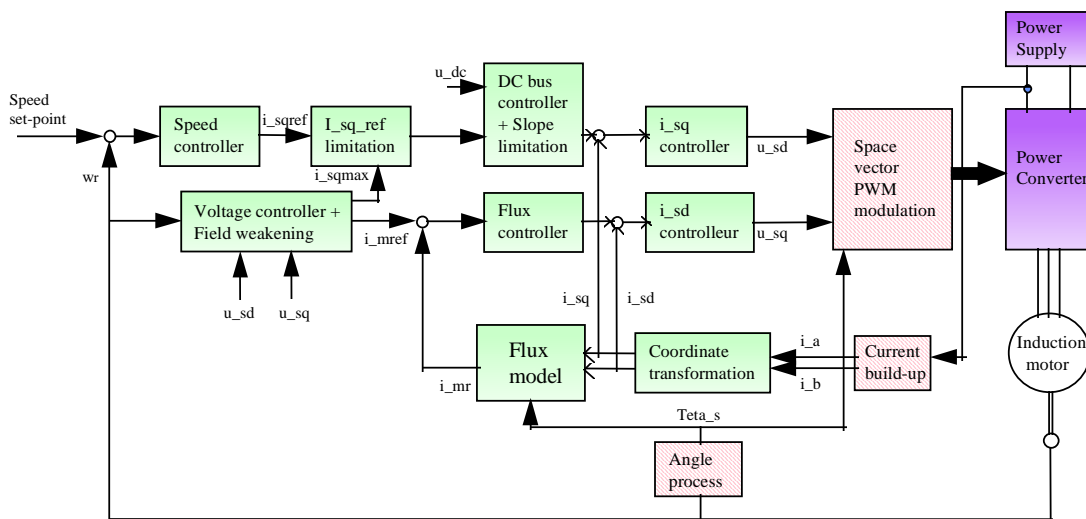 Power
Supply
u_dc
DC bus
controller
+ Slope
limitation
Speed
set-point
Speed
controller
i_sqref
I_sq_ref
limitation
i_sq
controller
u_sd
Space
vector
PWM
modulation
Power
Converter
wr
i_sqmax
Voltage controller +
Field weakening
i_mref
Flux
controller
i_sd
controlleur
u_sq
u_sd
u_sq
i_sq
i_sd
Flux
model
i_mr
Coordinate
transformation
i_a
i_b
Current
build-up
Induction
motor
Teta_s
Angle
process